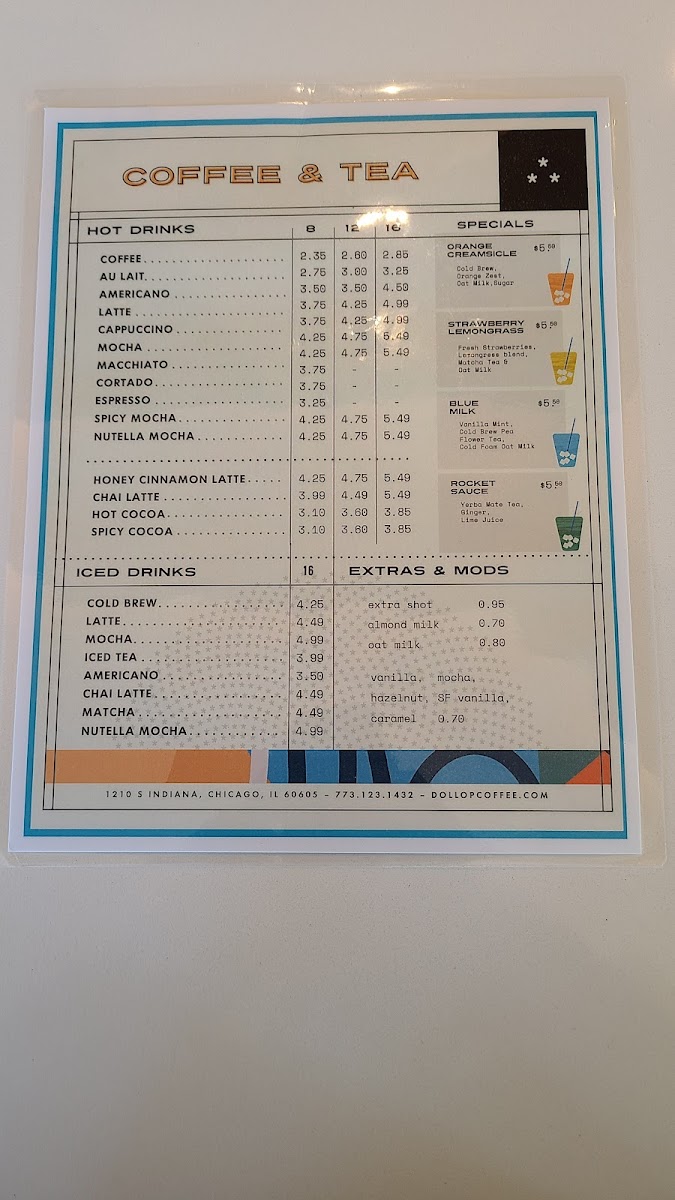 COFFEE & TEA
HOT DRINKS 8 12 16
COFFEE 2.35 2.60 2.85
AU LAIT 2.75 3.00 3.25
AMERICANO 3.50 3.50 4.50
LATTE 3.75 4.25 4.99
CAPPUCCINO 3.75 4.25 4.99
MOCHA 4.25 4.75 5.49
4.25 4.75 5.49
MACCHIATO 3.75 - -
CORTADO 3.75 - -
ESPRESSO 3.25 - -
SPICY MOCHA 4.25 4.75 5.49
NUTELLA MOCHA 4.25 4.75 5.49
HONEY CINNAMON LATTE 4.25 4.75 5.49
CHAI LATTE 3.99 4.49 5.49
HOT COCOA 3.10 3.60 3.85
SPICY COCOA 3.10 3.60 3.85
SPECIALS
ORANGE $5.50
CREAMSICLE
Cold Brew,
Orange Zest,
Oat Milk,Sugar
STRAWBERRY $5.50
LEMONGRASS
Fresh Strawberries,
Lemongrass blend,
Matcha Tea &
Oat Milk
BLUE $5.50
MILK
Vanilla Mint,
Cold Brew Pea
Flower Tea,
Cold Foam Oat Milk
ROCKET $5.50
SAUCE
Yerba Mate Tea,
Ginger,
Lime Juice
ICED DRINKS 16
COLD BREW 4.25
LATTE 4.49
MOCHA 4.99
ICED TEA 3.99
AMERICANO 3.50
CHAI LATTE 4.49
MATCHA 4.49
NUTELLA MOCHA 4.99
EXTRAS & MODS
extra shot 0.95
almond milk 0.70
oat milk 0.80
vanilla, mocha,
hazelnut, SF vanilla,
caramel 0.70
1210 S INDIANA, CHICAGO, IL 60605 – 773.123.1432 – DOLLOPCOFFEE.COM